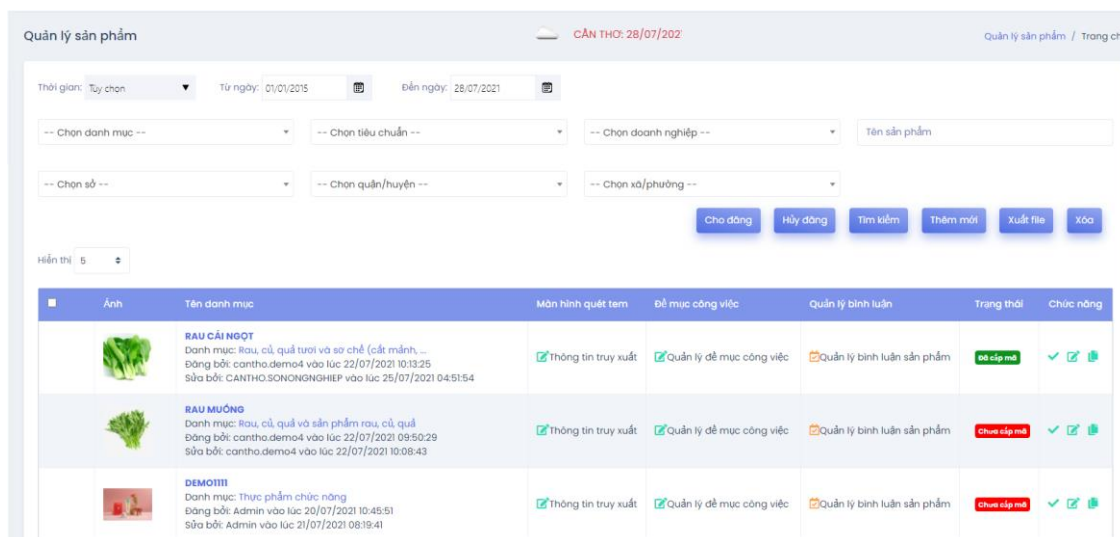 Quản lý sản phẩm
CẦN THƠ: 28/07/202
Quản lý sản phẩm / Trang ch
Thời gian: Tùy chọn
Từ ngày: 01/01/2015
Đến ngày: 28/07/2021
-- Chọn danh mục --
-- Chọn tiêu chuẩn --
-- Chọn doanh nghiệp --
Tên sản phẩm
-- Chọn sở --
-- Chọn quận/huyện --
-- Chọn xã/phường --
Cho đăng Hủy đăng Tìm kiếm Thêm mới Xuất file Xóa
Hiển thị 5
Ảnh Tên danh mục Màn hình quét tem Đề mục công việc Quản lý bình luận Trạng thái Chức năng
RAU CẢI NGỌT
Danh mục: Rau, củ, quả tươi và sơ chế (cắt mảnh, ...
Đăng bởi: cantho.demo4 vào lúc 22/07/2021 10:13:25
Sửa bởi: CANTHO.SONONGNGHIEP vào lúc 25/07/2021 04:51:54
Thông tin truy xuất Quản lý đề mục công việc Quản lý bình luận sản phẩm Đã cấp mã
RAU MUỐNG
Danh mục: Rau, củ, quả và sản phẩm rau, củ, quả
Đăng bởi: cantho.demo4 vào lúc 22/07/2021 09:50:29
Sửa bởi: cantho.demo4 vào lúc 22/07/2021 10:08:43
Thông tin truy xuất Quản lý đề mục công việc Quản lý bình luận sản phẩm Chưa cấp mã
DEMO1111
Danh mục: Thực phẩm chức năng
Đăng bởi: Admin vào lúc 20/07/2021 10:45:51
Sửa bởi: Admin vào lúc 21/07/2021 08:19:41
Thông tin truy xuất Quản lý đề mục công việc Quản lý bình luận sản phẩm Chưa cấp mã